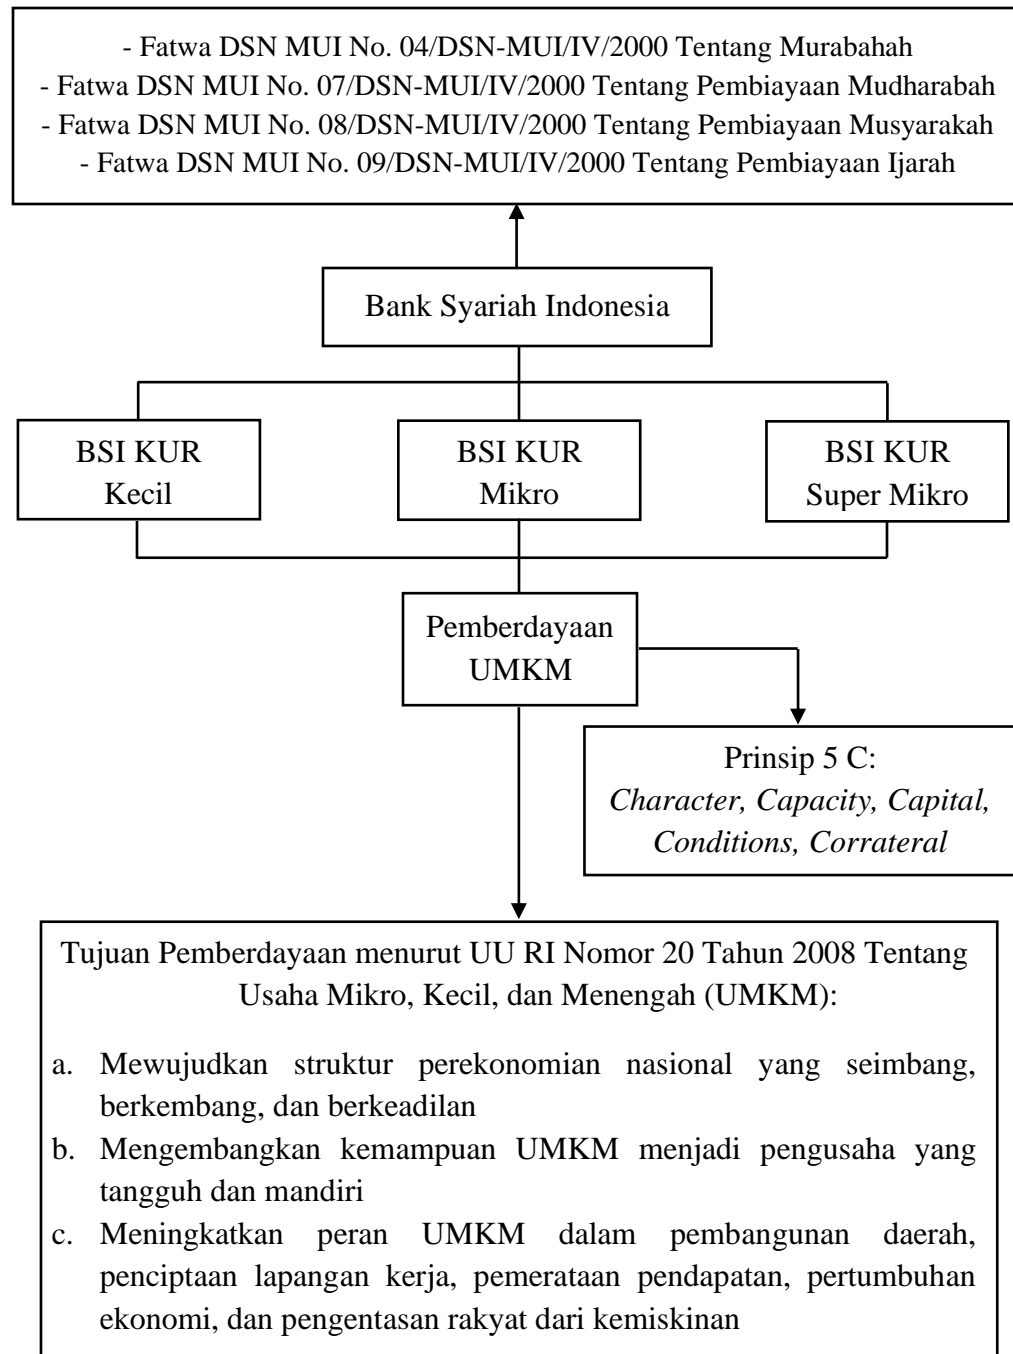 - Fatwa DSN MUI No. 04/DSN-MUI/IV/2000 Tentang Murabahah
- Fatwa DSN MUI No. 07/DSN-MUI/IV/2000 Tentang Pembiayaan Mudharabah
- Fatwa DSN MUI No. 08/DSN-MUI/IV/2000 Tentang Pembiayaan Musyarakah
- Fatwa DSN MUI No. 09/DSN-MUI/IV/2000 Tentang Pembiayaan Ijarah
Bank Syariah Indonesia
BSI KUR
Kecil
BSI KUR
Mikro
BSI KUR
Super Mikro
Pemberdayaan
UMKM
Prinsip 5 C:
Character, Capacity, Capital,
Conditions, Corrateral
Tujuan Pemberdayaan menurut UU RI Nomor 20 Tahun 2008 Tentang
Usaha Mikro, Kecil, dan Menengah (UMKM):
a. Mewujudkan struktur perekonomian nasional yang seimbang,
berkembang, dan berkeadilan
b. Mengembangkan kemampuan UMKM menjadi pengusaha yang
tangguh dan mandiri
c. Meningkatkan peran UMKM dalam pembangunan daerah,
penciptaan lapangan kerja, pemerataan pendapatan, pertumbuhan
ekonomi, dan pengentasan rakyat dari kemiskinan